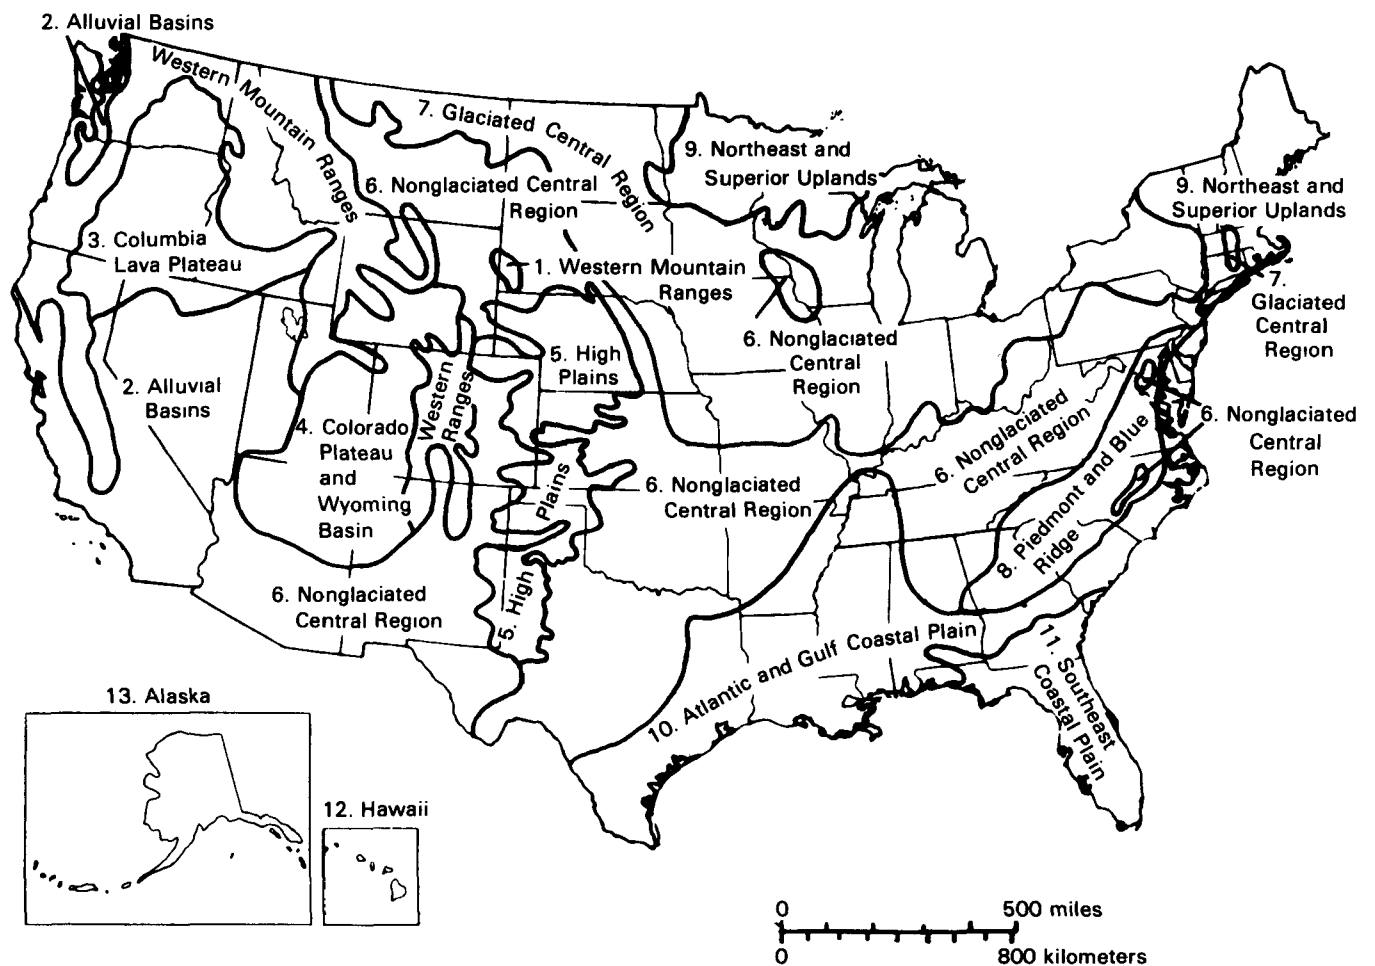 2. Alluvial Basins
Western Mountain Ranges
7. Glaciated Central Region
9. Northeast and
Superior Uplands
6. Nonglaciated Central
Region
9. Northeast and
Superior Uplands
3. Columbia
Lava Plateau
1. Western Mountain
Ranges
7.
Glaciated
Central
Region
6. Nonglaciated
Central
Region
5. High
Plains
2. Alluvial
Basins
Western
Ranges
4. Colorado
Plateau
and
Wyoming
Basin
6. Nonglaciated
Central Region
6. Nonglaciated
Central
Region
Plains
6. Nonglaciated
Central Region
8. Piedmont and Blue
Ridge
6. Nonglaciated
Central Region
5. High
10. Atlantic and Gulf Coastal Plain
11. Southeast
Coastal Plain
13. Alaska
12. Hawaii
0 500 miles
0 800 kilometers